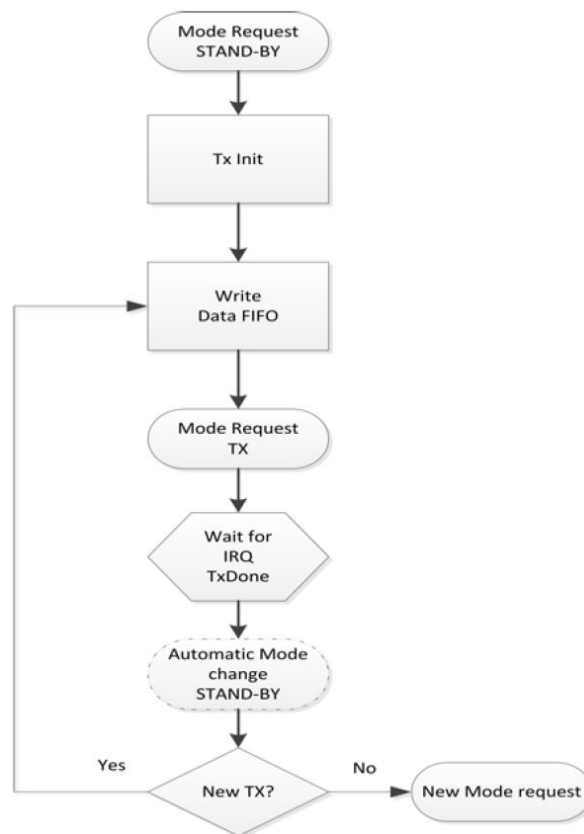 Mode Request
STAND-BY
Tx Init
Write
Data FIFO
Mode Request
TX
Wait for
IRQ
TxDone
Automatic Mode
change
STAND-BY
Yes
New TX?
No
New Mode request